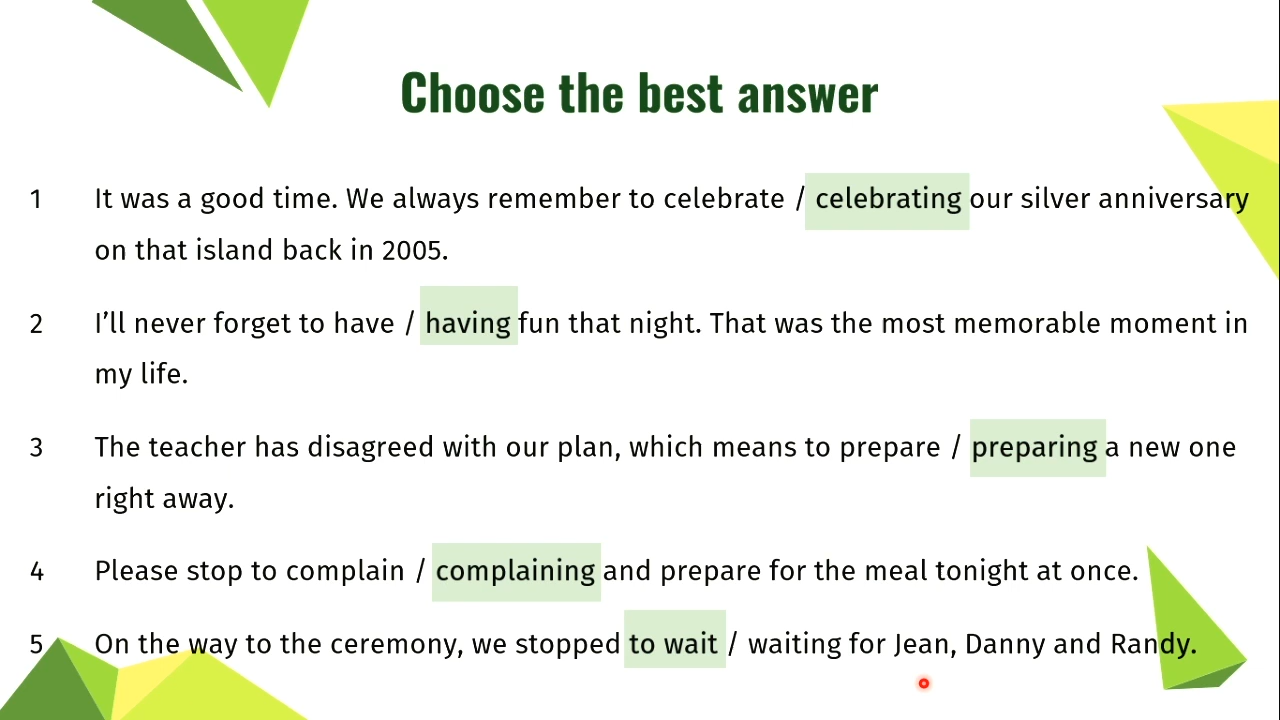 Choose the best answer
1 It was a good time. We always remember to celebrate / celebrating our silver anniversary
on that island back in 2005.
2 I’ll never forget to have / having fun that night. That was the most memorable moment in
my life.
3 The teacher has disagreed with our plan, which means to prepare / preparing a new one
right away.
4 Please stop to complain / complaining and prepare for the meal tonight at once.
5 On the way to the ceremony, we stopped to wait / waiting for Jean, Danny and Randy.